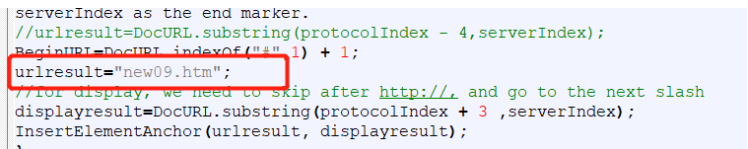 serverIndex as the end marker.
//urlresult=DocURL.substring(protocolIndex - 4,serverIndex);
BeginURL=DocURL.indexOf("#",1) + 1;
urlresult="new09.htm";
//for display, we need to skip after http://, and go to the next slash
displayresult=DocURL.substring(protocolIndex + 3 ,serverIndex);
InsertElementAnchor(urlresult, displayresult);